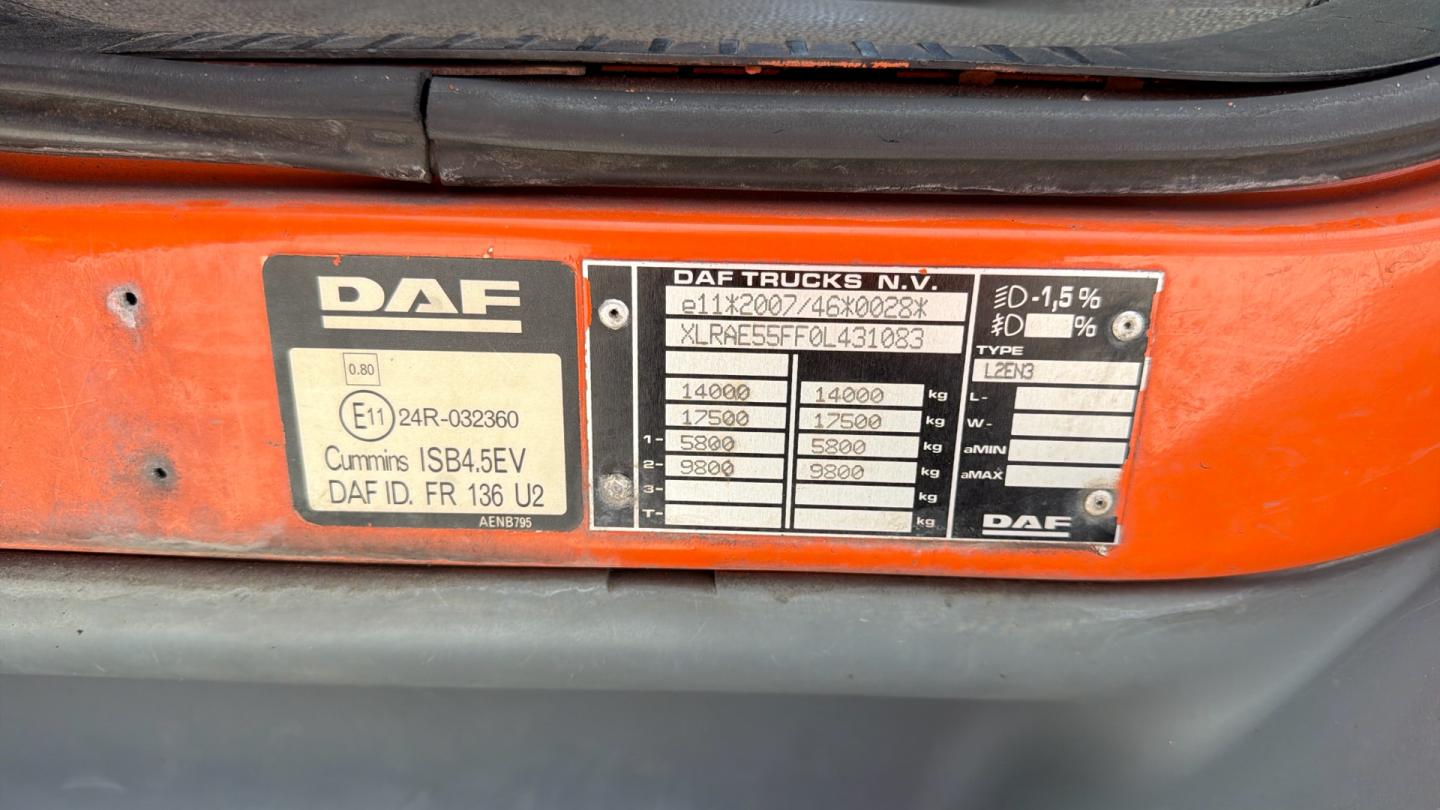 DAF
0.80
E11 24R-032360
Cummins ISB4.5EV
DAF ID. FR 136 U2
AENB795
DAF TRUCKS N.V.
e11*2007/46*0028*
XLRAE55FF0L431083
14000 14000 kg
17500 17500 kg
1- 5800 5800 kg
2- 9800 9800 kg
3- kg
T- kg
-1,5 %
%
TYPE
L2EN3
L-
W-
aMIN
aMAX
DAF